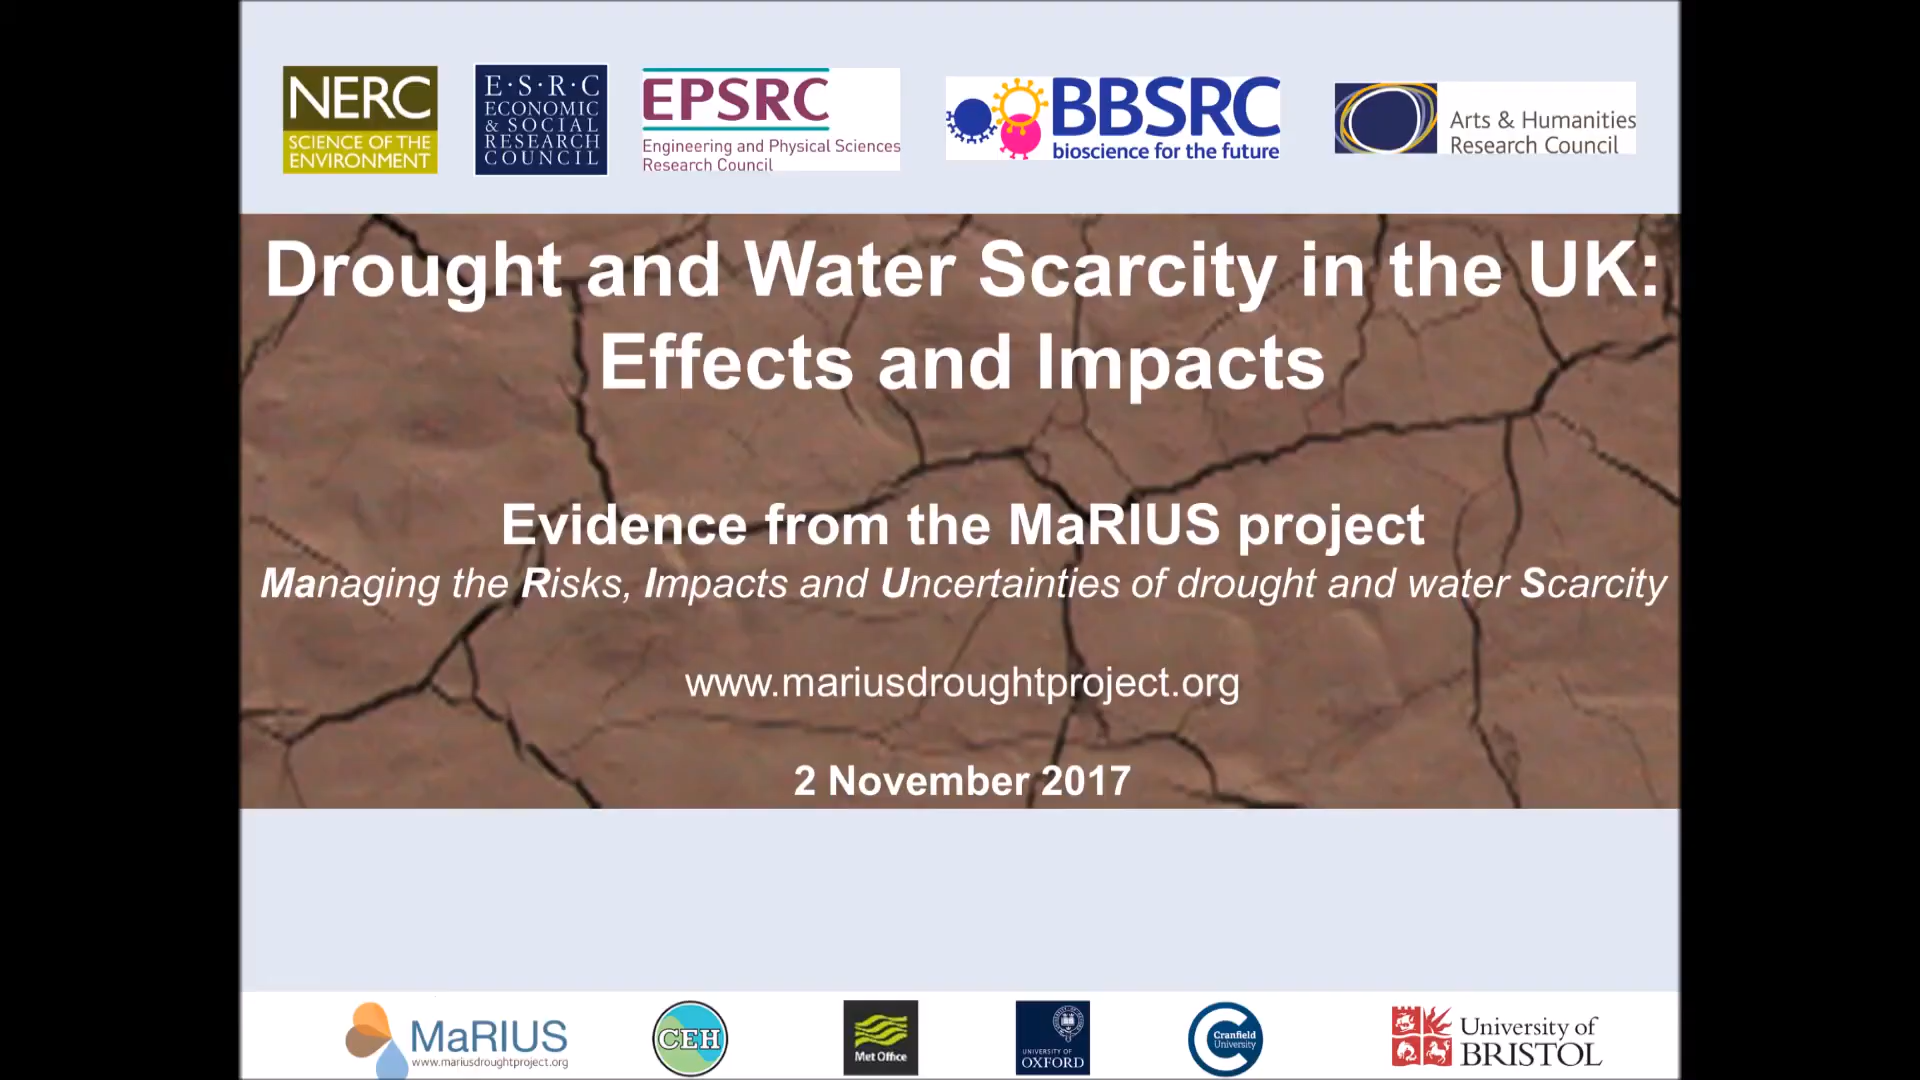 NERC
SCIENCE OF THE
ENVIRONMENT
E·S·R·C
ECONOMIC
& SOCIAL
RESEARCH
COUNCIL
EPSRC
Engineering and Physical Sciences
Research Council
BBSRC
bioscience for the future
Arts & Humanities
Research Council
Drought and Water Scarcity in the UK:
Effects and Impacts
Evidence from the MaRIUS project
Managing the Risks, Impacts and Uncertainties of drought and water Scarcity
www.mariusdroughtproject.org
2 November 2017
MaRIUS
www.mariusdroughtproject.org
CEH
Met Office
UNIVERSITY OF
OXFORD
Cranfield
University
University of
BRISTOL